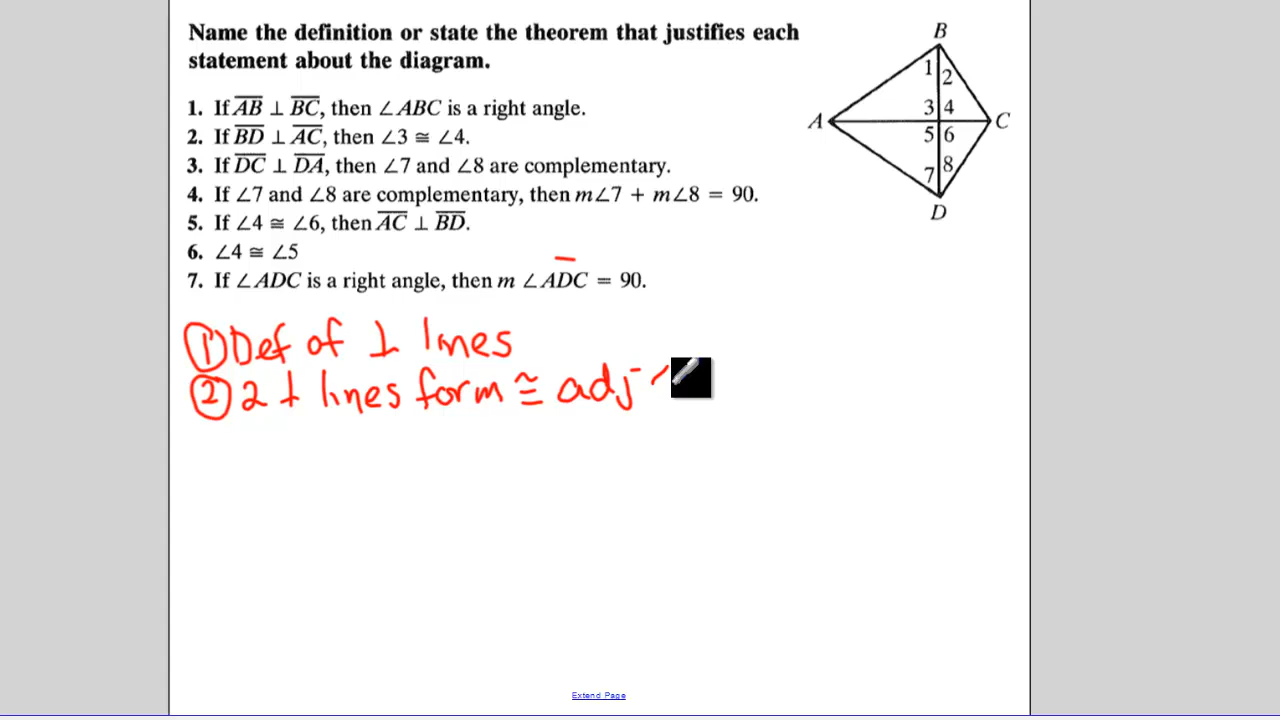 Name the definition or state the theorem that justifies each
statement about the diagram.
1. If AB ⊥ BC, then ∠ABC is a right angle.
2. If BD ⊥ AC, then ∠3 ≅ ∠4.
3. If DC ⊥ DA, then ∠7 and ∠8 are complementary.
4. If ∠7 and ∠8 are complementary, then m∠7 + m∠8 = 90.
5. If ∠4 ≅ ∠6, then AC ⊥ BD.
6. ∠4 ≅ ∠5
7. If ∠ADC is a right angle, then m ∠ADC = 90.
B
1 2
3 4
A C
5 6
7 8
D
① Def of ⊥ lines
② 2 ⊥ lines form ≅ adj
Extend Page